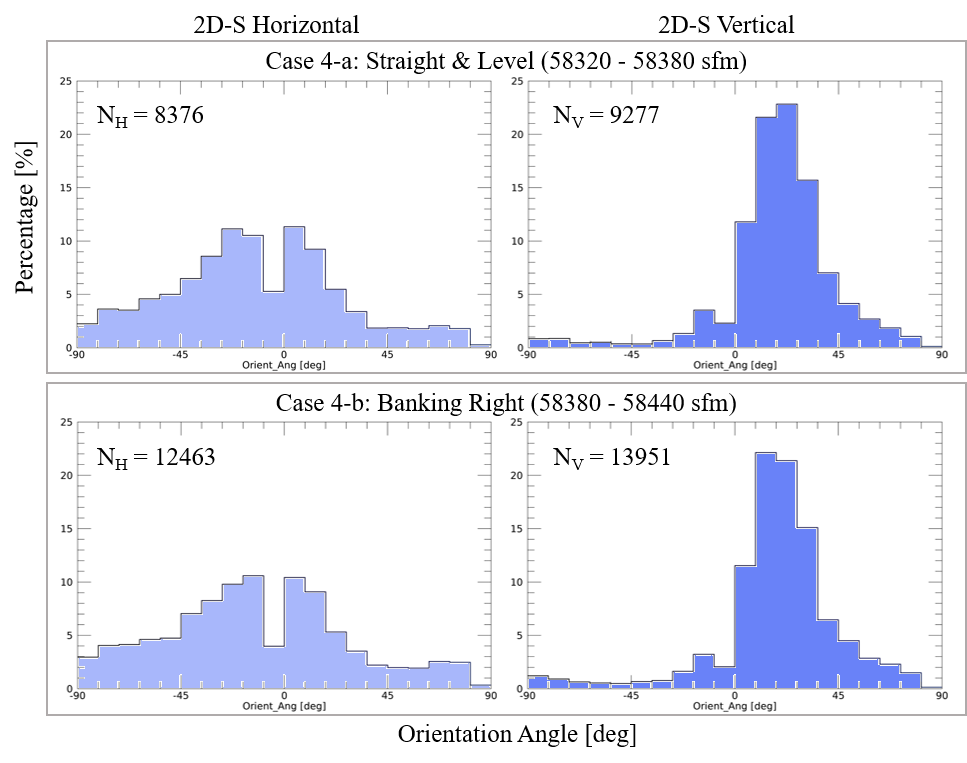 2D-S Horizontal 2D-S Vertical
Case 4-a: Straight & Level (58320 - 58380 sfm)
Percentage [%]
25 25
N_H = 8376 N_V = 9277
20 20
15 15
10 10
5 5
0 0
-90 -45 0 45 90 -90 -45 0 45 90
Orient_Ang [deg] Orient_Ang [deg]
Case 4-b: Banking Right (58380 - 58440 sfm)
25 25
N_H = 12463 N_V = 13951
20 20
15 15
10 10
5 5
0 0
-90 -45 0 45 90 -90 -45 0 45 90
Orient_Ang [deg] Orient_Ang [deg]
Orientation Angle [deg]